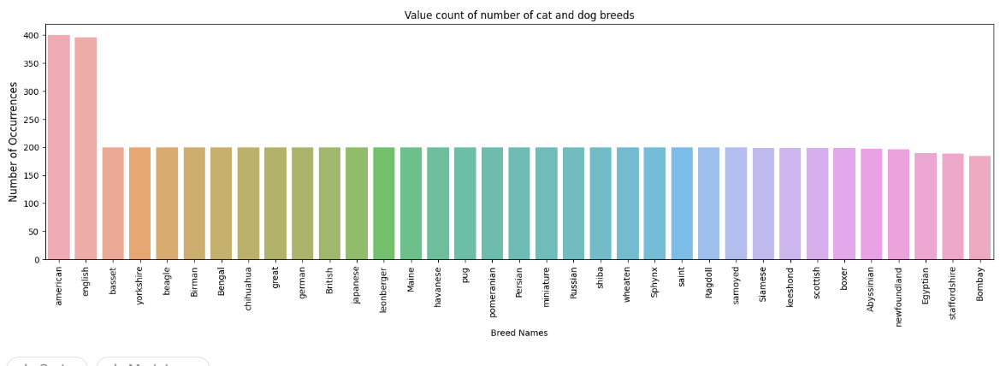 Value count of number of cat and dog breeds
Number of Occurrences
400
350
300
250
200
150
100
50
0
american
english
basset
yorkshire
beagle
Birman
Bengal
chihuahua
great
german
British
japanese
leonberger
Maine
havanese
pug
pomeranian
Persian
miniature
Russian
shiba
wheaten
Sphynx
saint
Ragdoll
samoyed
Siamese
keeshond
scottish
boxer
Abyssinian
newfoundland
Egyptian
staffordshire
Bombay
Breed Names